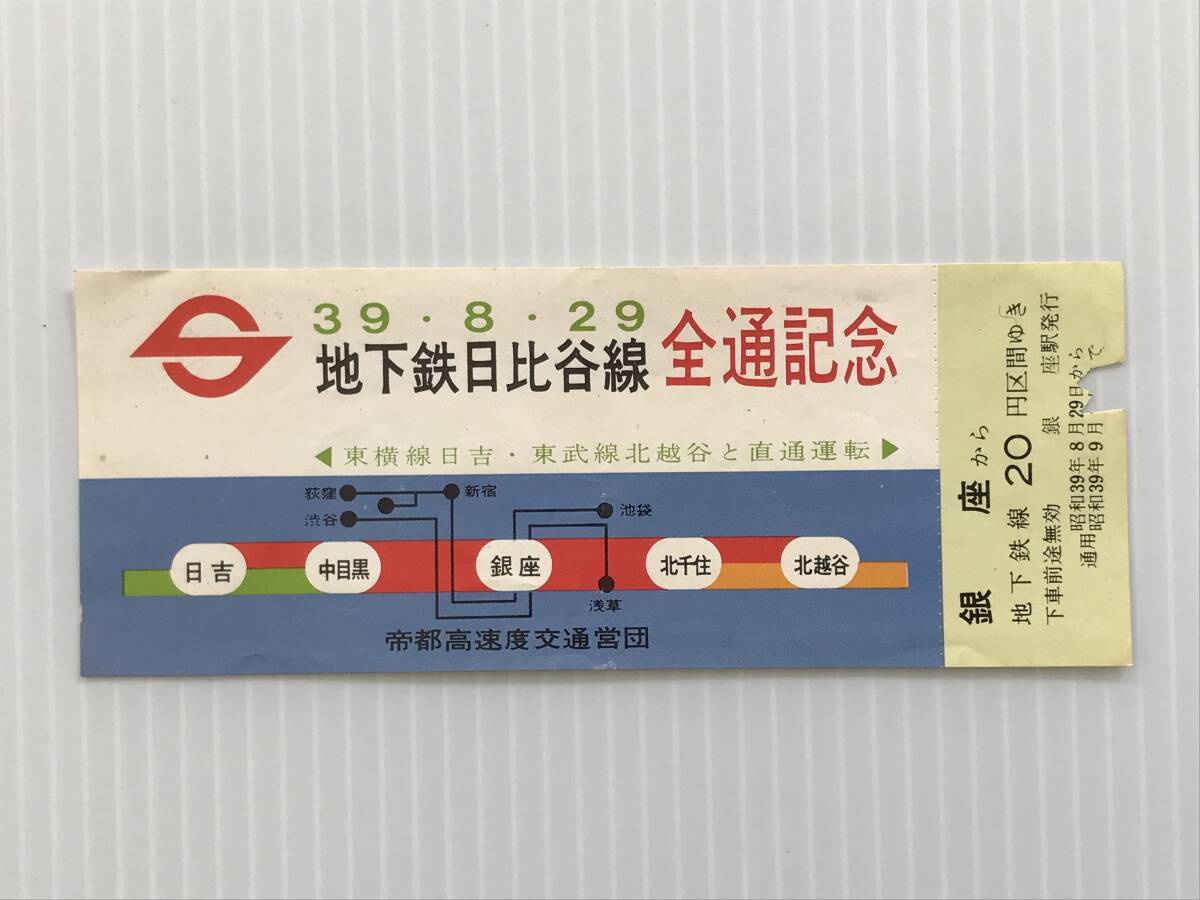 39・8・29
地下鉄日比谷線 全通記念
東横線日吉・東武線北越谷と直通運転
荻窪
新宿
渋谷
池袋
日吉
中目黒
銀座
北千住
北越谷
浅草
帝都高速度交通営団
銀座から
地下鉄線20円区間ゆき
下車前途無効 銀座駅発行
通用
昭和39年8月29日から
昭和39年9月 で